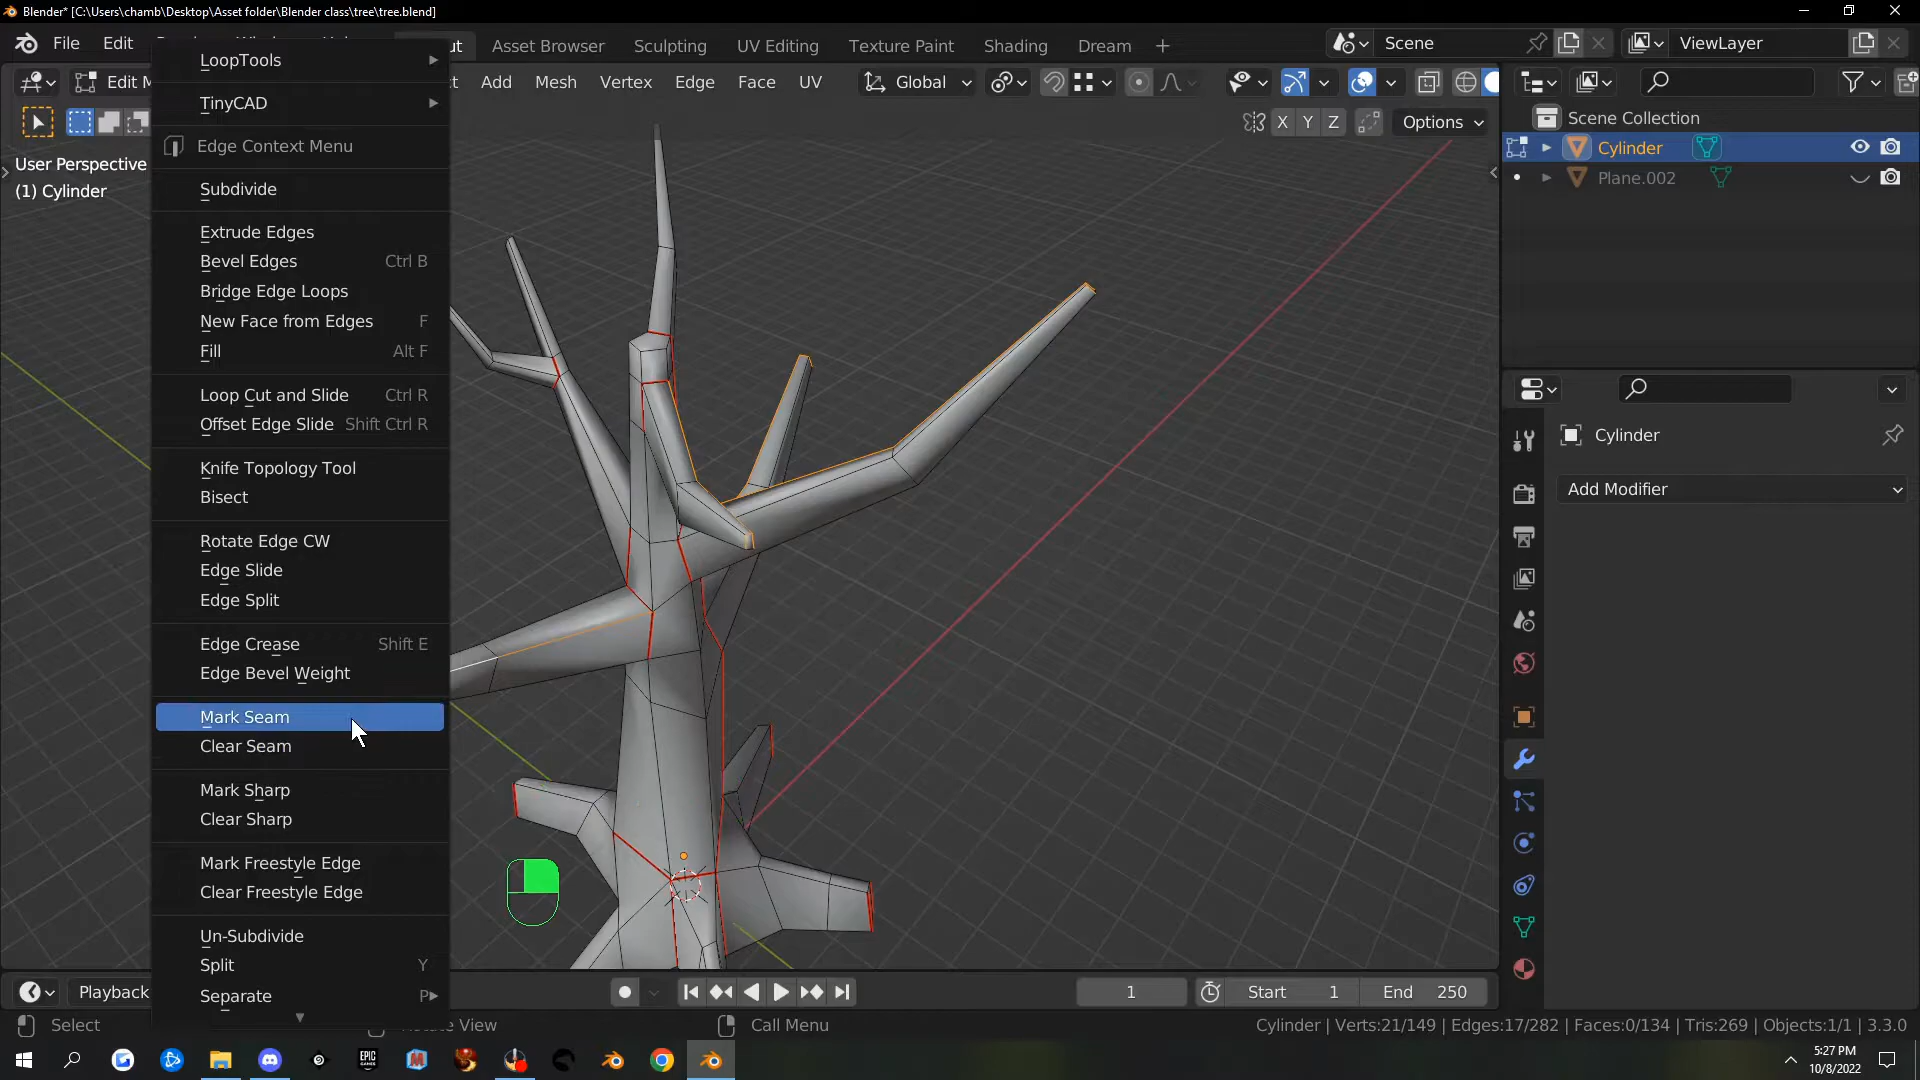 Blender* [C:\Users\chamb\Desktop\Asset folder\Blender class\tree\tree.blend]
File Edit Asset Browser Sculpting UV Editing Texture Paint Shading Dream + Scene ViewLayer
Add Mesh Vertex Edge Face UV Global
X Y Z Options
User Perspective
(1) Cylinder
LoopTools
TinyCAD
Edge Context Menu
Subdivide
Extrude Edges
Bevel Edges Ctrl B
Bridge Edge Loops
New Face from Edges F
Fill Alt F
Loop Cut and Slide Ctrl R
Offset Edge Slide Shift Ctrl R
Knife Topology Tool
Bisect
Rotate Edge CW
Edge Slide
Edge Split
Edge Crease Shift E
Edge Bevel Weight
Mark Seam
Clear Seam
Mark Sharp
Clear Sharp
Mark Freestyle Edge
Clear Freestyle Edge
Un-Subdivide
Split Y
Separate P
Scene Collection
Cylinder
Plane.002
Cylinder
Add Modifier
Playback 1 Start 1 End 250
Select View Call Menu Cylinder | Verts:21/149 | Edges:17/282 | Faces:0/134 | Tris:269 | Objects:1/1 | 3.3.0
EPIC GAMES
5:27 PM
10/8/2022